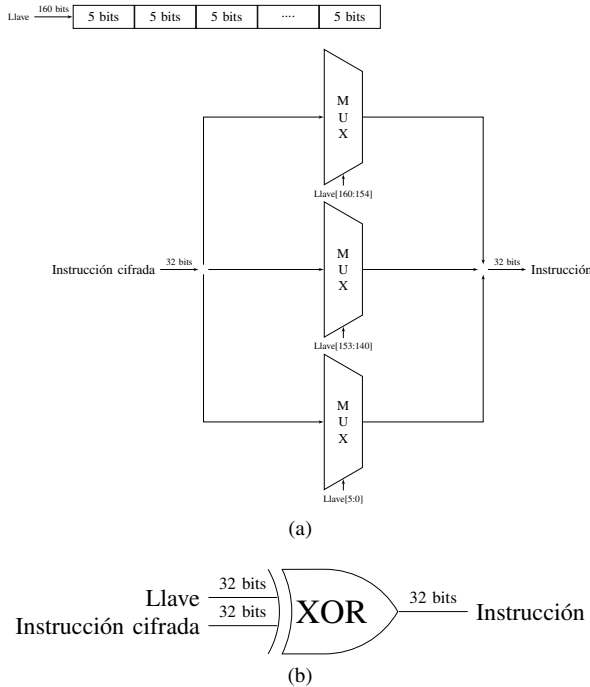 Llave 160 bits 5 bits 5 bits 5 bits .... 5 bits
M
U
X
Llave[160:154]
Instrucción cifrada 32 bits M 32 bits Instrucción
U
X
Llave[153:140]
M
U
X
Llave[5:0]
(a)
Llave 32 bits
Instrucción cifrada 32 bits XOR 32 bits Instrucción
(b)